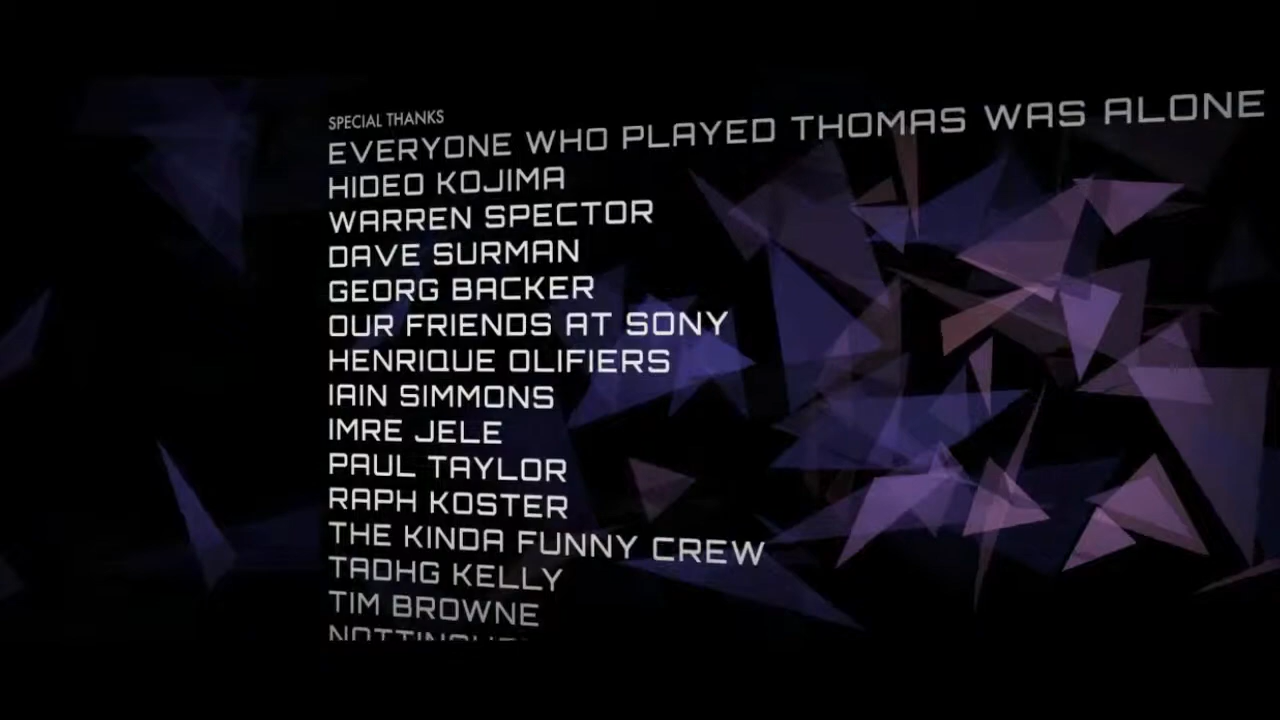 SPECIAL THANKS
EVERYONE WHO PLAYED THOMAS WAS ALONE
HIDEO KOJIMA
WARREN SPECTOR
DAVE SURMAN
GEORG BACKER
OUR FRIENDS AT SONY
HENRIQUE OLIFIERS
IAIN SIMMONS
IMRE JELE
PAUL TAYLOR
RAPH KOSTER
THE KINDA FUNNY CREW
TADHG KELLY
TIM BROWNE